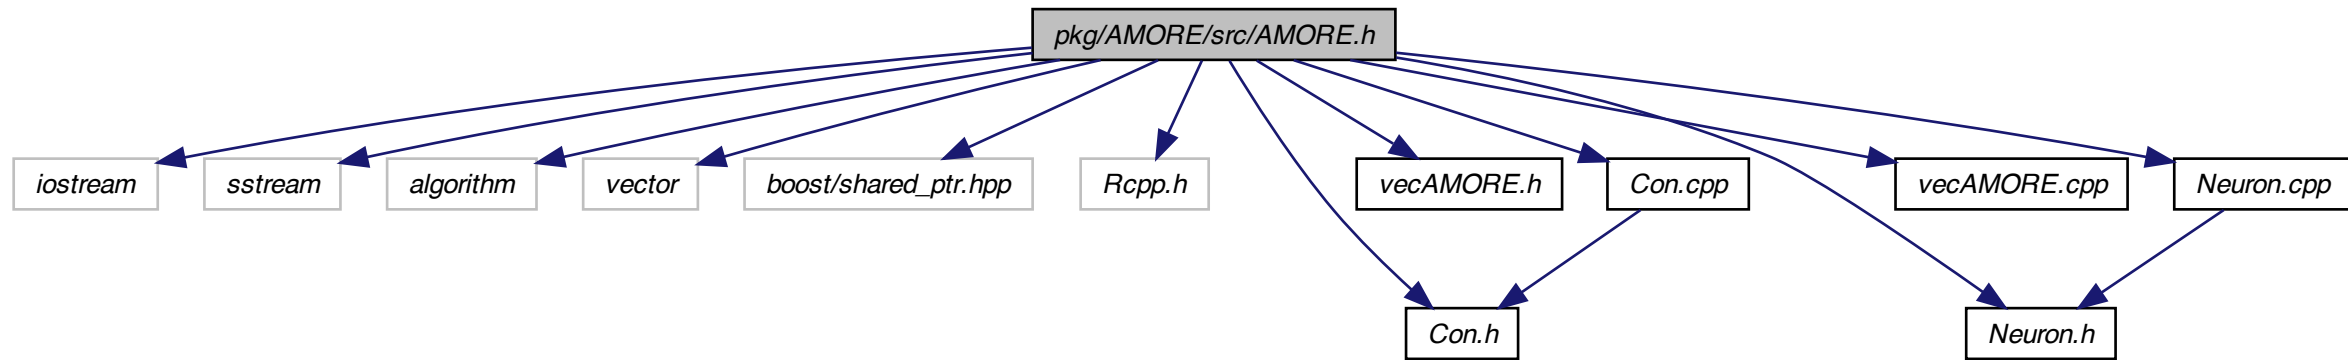 pkg/AMORE/src/AMORE.h
iostream
sstream
algorithm
vector
boost/shared_ptr.hpp
Rcpp.h
vecAMORE.h
Con.cpp
vecAMORE.cpp
Neuron.cpp
Con.h
Neuron.h